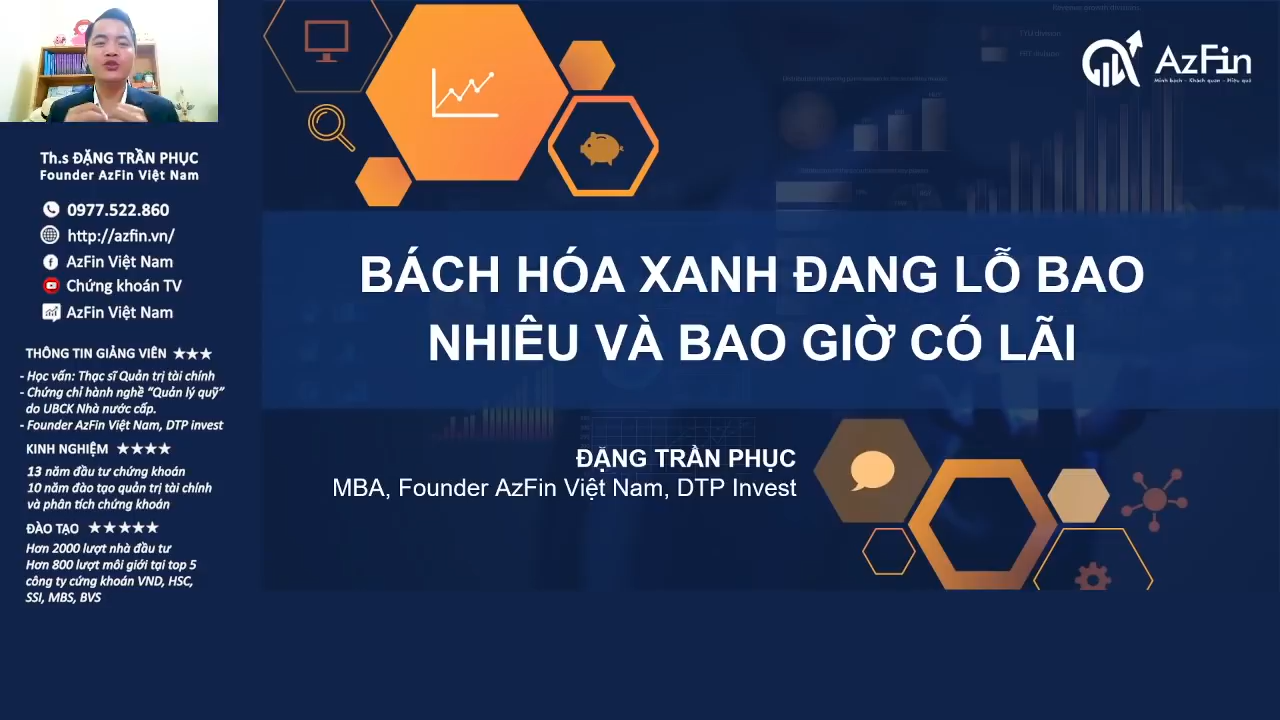 Th.s ĐẶNG TRẦN PHỤC
Founder AzFin Việt Nam
0977.522.860
http://azfin.vn/
AzFin Việt Nam
Chứng khoán TV
AzFin Việt Nam
THÔNG TIN GIẢNG VIÊN ★★★
- Học vấn: Thạc sĩ Quản trị tài chính
- Chứng chỉ hành nghề “Quản lý quỹ”
do UBCK Nhà nước cấp.
- Founder AzFin Việt Nam, DTP invest
KINH NGHIỆM ★★★★
13 năm đầu tư chứng khoán
10 năm đào tạo quản trị tài chính
và phân tích chứng khoán
ĐÀO TẠO ★★★★★
Hơn 2000 lượt nhà đầu tư
Hơn 800 lượt môi giới tại top 5
công ty cứng khoán VND, HSC,
SSI, MBS, BVS
AzFin
Minh bạch - Khách quan - Hiệu quả
BÁCH HÓA XANH ĐANG LỖ BAO
NHIÊU VÀ BAO GIỜ CÓ LÃI
ĐẶNG TRẦN PHỤC
MBA, Founder AzFin Việt Nam, DTP Invest